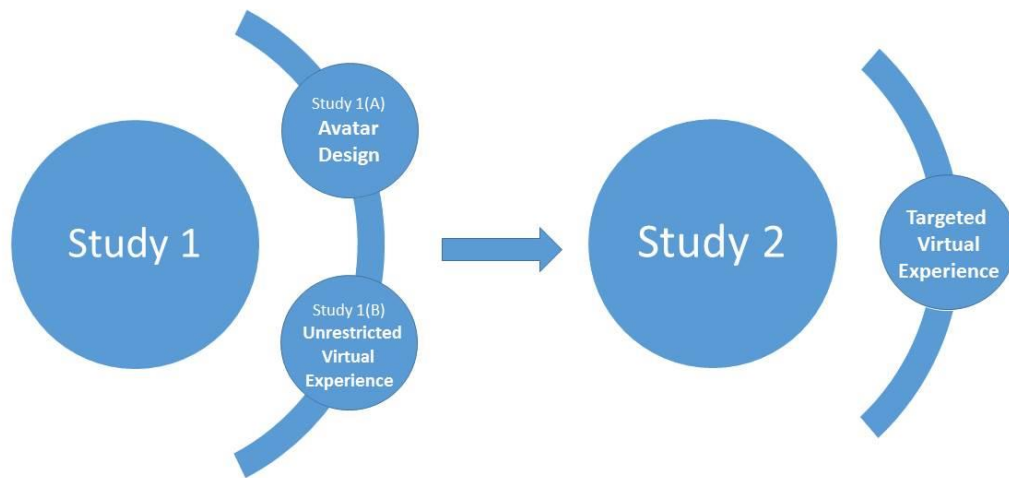 Study 1
Study 1(A)
Avatar
Design
Study 1(B)
Unrestricted
Virtual
Experience
Study 2
Targeted
Virtual
Experience